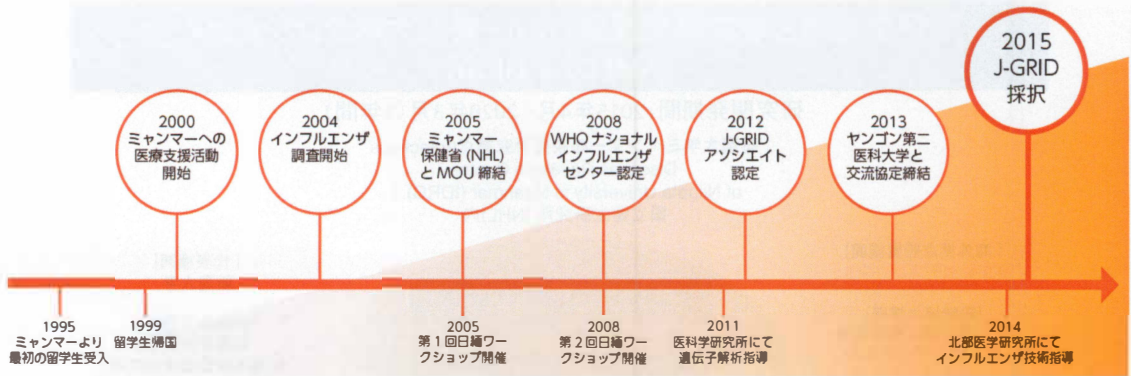 2015
J-GRID
採択
2000
ミャンマーへの
医療支援活動
開始
2004
インフルエンザ
調査開始
2005
ミャンマー
保健省 (NHL)
と MOU 締結
2008
WHO ナショナル
インフルエンザ
センター認定
2012
J-GRID
アソシエイト
認定
2013
ヤンゴン第二
医科大学と
交流協定締結
1995
ミャンマーより
最初の留学生受入
1999
留学生帰国
2005
第1回日緬ワー
クショップ開催
2008
第2回日緬ワー
クショップ開催
2011
医科学研究所にて
遺伝子解析指導
2014
北部医学研究所にて
インフルエンザ技術指導